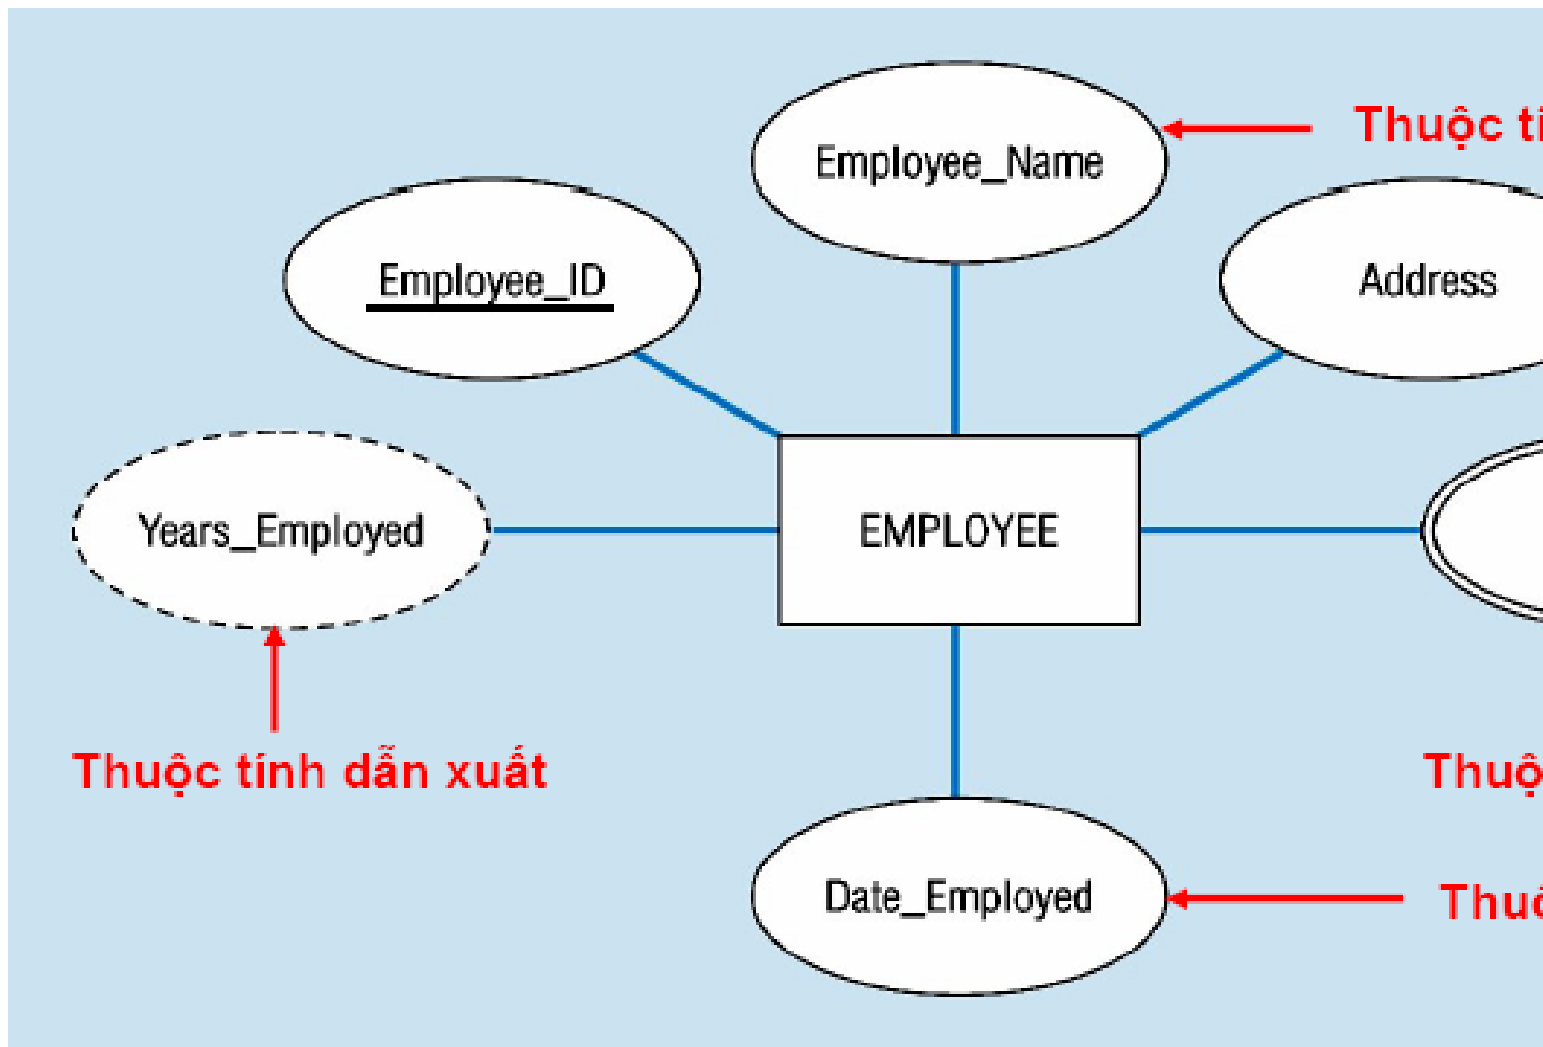 Employee_Name
Thuộc
Employee_ID
Address
Years_Employed
EMPLOYEE
Thuộc tính dẫn xuất
Date_Employed